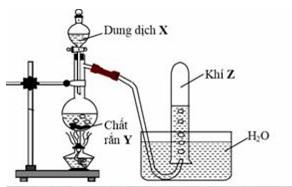 Dung dịch X
Khí Z
Chất
rắn Y
H₂O